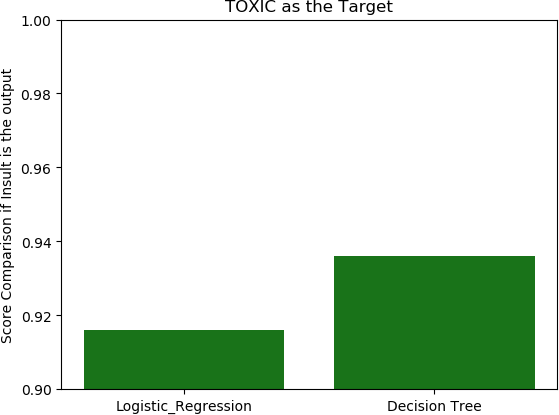 TOXIC as the Target
Score Comparison if Insult is the output
1.00
0.98
0.96
0.94
0.92
0.90
Logistic_Regression
Decision Tree